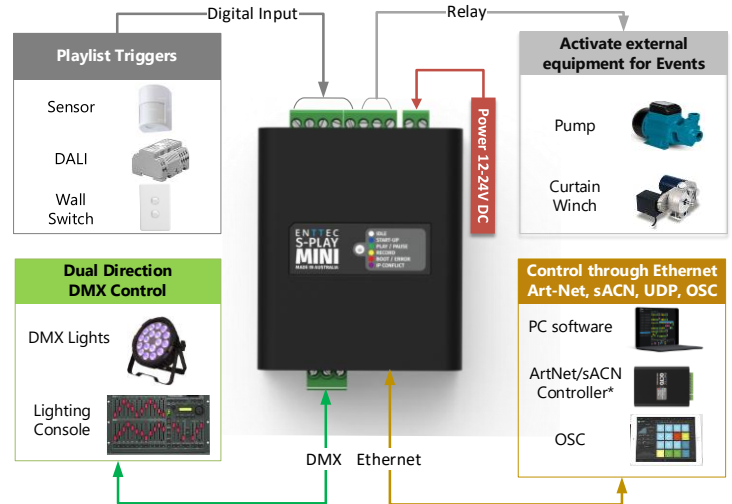 Digital Input
Relay
Playlist Triggers
Sensor
DALI
Wall
Switch
Power 12-24V DC
Activate external
equipment for Events
Pump
Curtain
Winch
ENTTEC
S-PLAY
MINI
MADE IN AUSTRALIA
IDLE
START-UP
PLAY / PAUSE
RECORD
BOOT / ERROR
IP CONFLICT
Dual Direction
DMX Control
DMX Lights
Lighting
Console
Control through Ethernet
Art-Net, sACN, UDP, OSC
PC software
ArtNet/sACN
Controller*
OSC
DMX
Ethernet